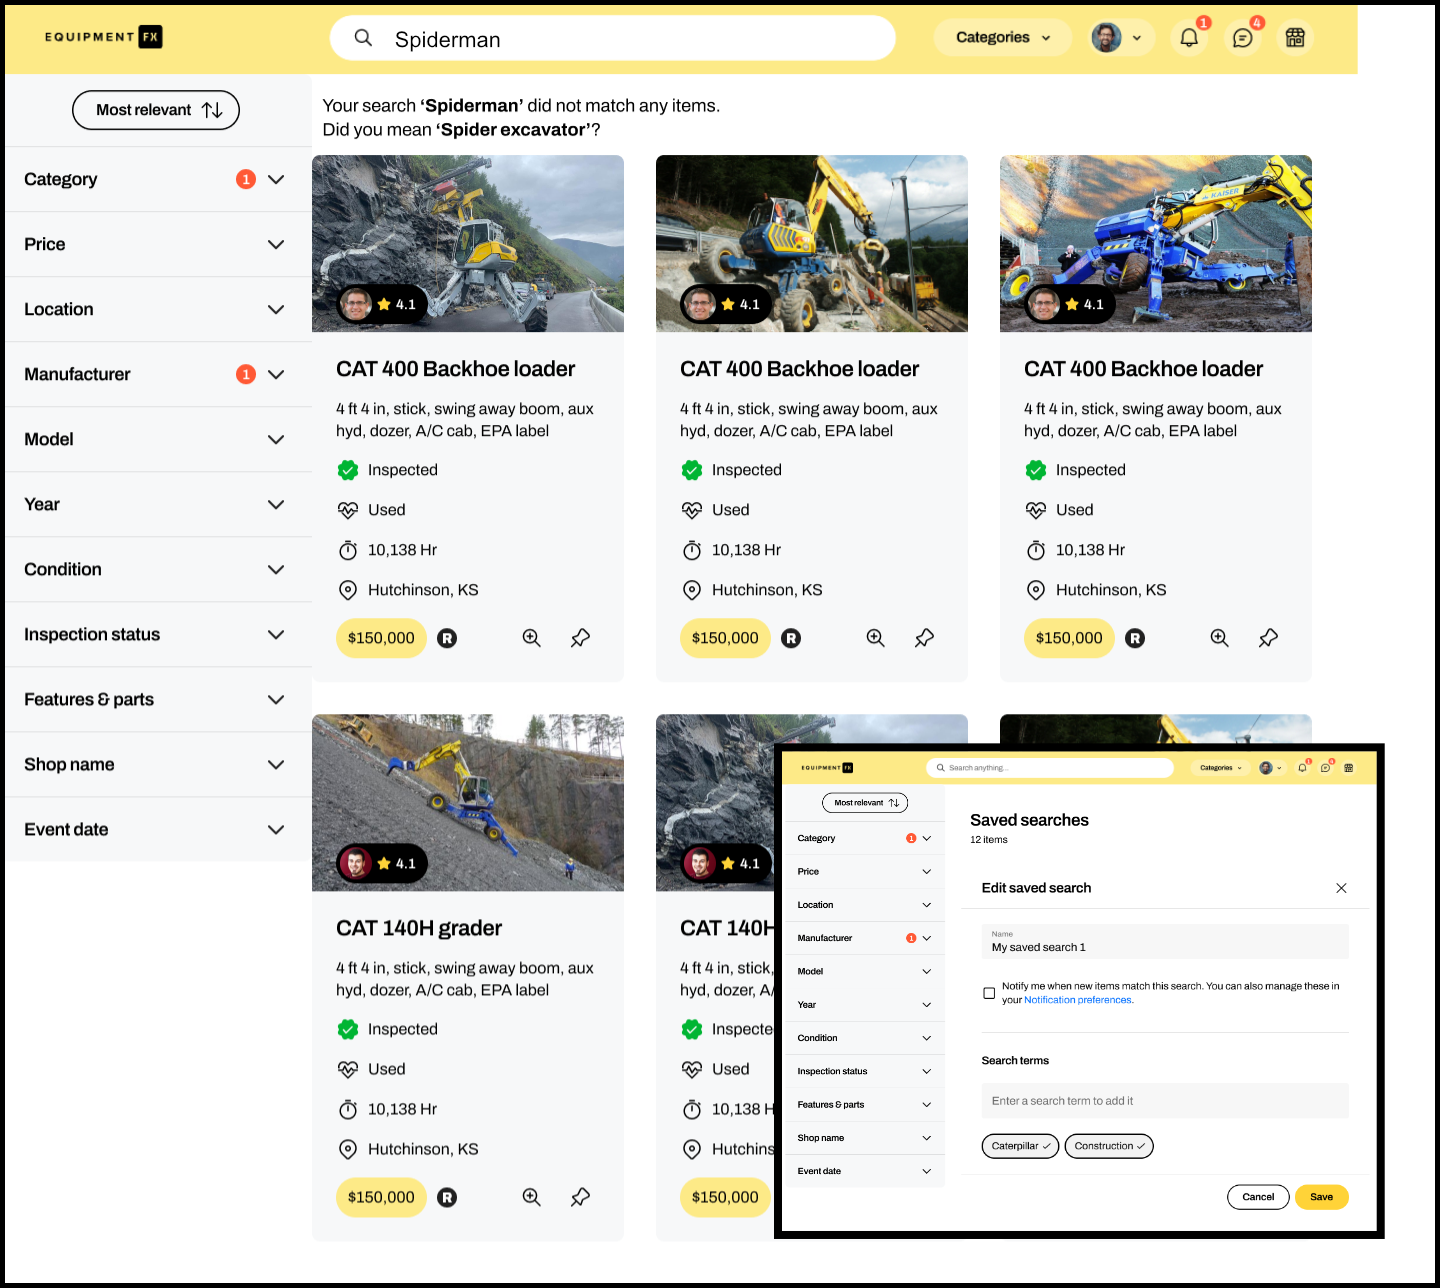 EQUIPMENT FX
Spiderman
Categories
1
4
Most relevant
Your search ‘Spiderman’ did not match any items.
Did you mean ‘Spider excavator’?
Category 1
Price
Location
Manufacturer 1
Model
Year
Condition
Inspection status
Features & parts
Shop name
Event date
4.1
CAT 400 Backhoe loader
4 ft 4 in, stick, swing away boom, aux
hyd, dozer, A/C cab, EPA label
Inspected
Used
10,138 Hr
Hutchinson, KS
$150,000 R
4.1
CAT 400 Backhoe loader
4 ft 4 in, stick, swing away boom, aux
hyd, dozer, A/C cab, EPA label
Inspected
Used
10,138 Hr
Hutchinson, KS
$150,000 R
KAISER
4.1
CAT 400 Backhoe loader
4 ft 4 in, stick, swing away boom, aux
hyd, dozer, A/C cab, EPA label
Inspected
Used
10,138 Hr
Hutchinson, KS
$150,000 R
4.1
CAT 140H grader
4 ft 4 in, stick, swing away boom, aux
hyd, dozer, A/C cab, EPA label
Inspected
Used
10,138 Hr
Hutchinson, KS
$150,000 R
4.1
CAT 140H
4 ft 4 in, stick,
hyd, dozer, A/
Inspecte
Used
10,138 H
Hutchins
$150,000
EQUIPMENT FX
Search anything...
Categories
1
4
Most relevant
Category 1
Price
Location
Manufacturer 1
Model
Year
Condition
Inspection status
Features & parts
Shop name
Event date
Saved searches
12 items
Edit saved search
Name
My saved search 1
Notify me when new items match this search. You can also manage these in
your Notification preferences.
Search terms
Enter a search term to add it
Caterpillar
Construction
Cancel
Save